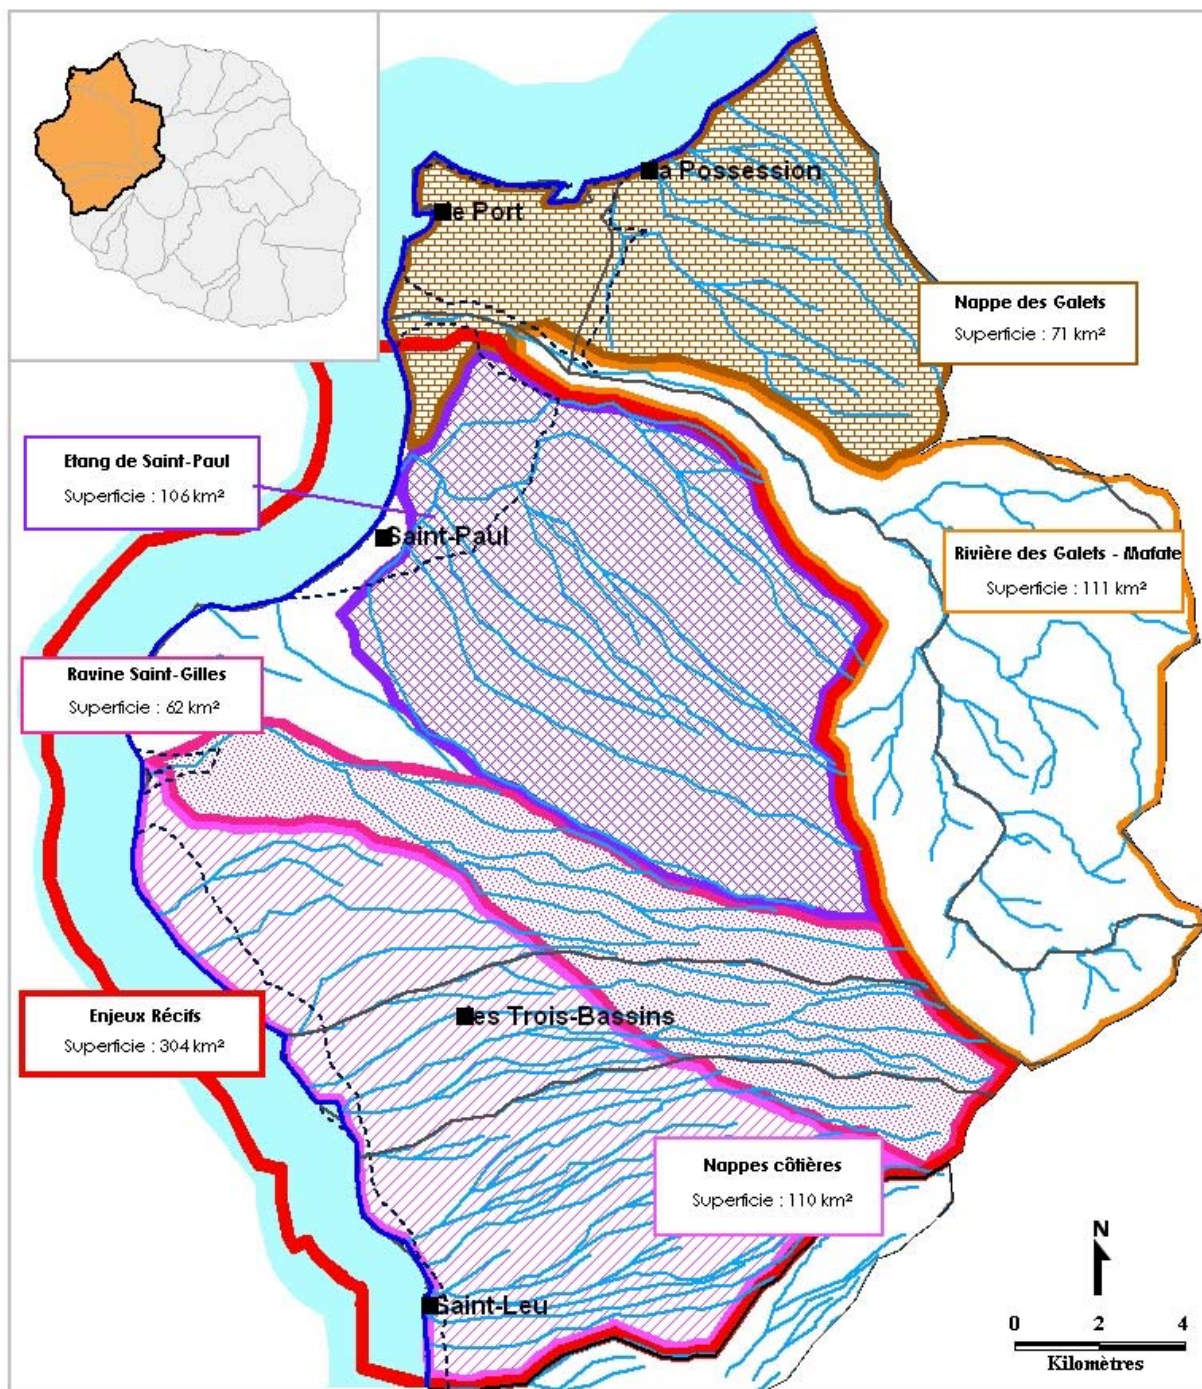 La Possession
Le Port
Nappe des Galets
Superficie : 71 km²
Etang de Saint-Paul
Superficie : 106 km²
Saint-Paul
Rivière des Galets - Mafate
Superficie : 111 km²
Ravine Saint-Gilles
Superficie : 62 km²
Enjeux Récifs
Superficie : 304 km²
Les Trois-Bassins
Nappes côtières
Superficie : 110 km²
N
Saint-Leu
0 2 4
Kilomètres